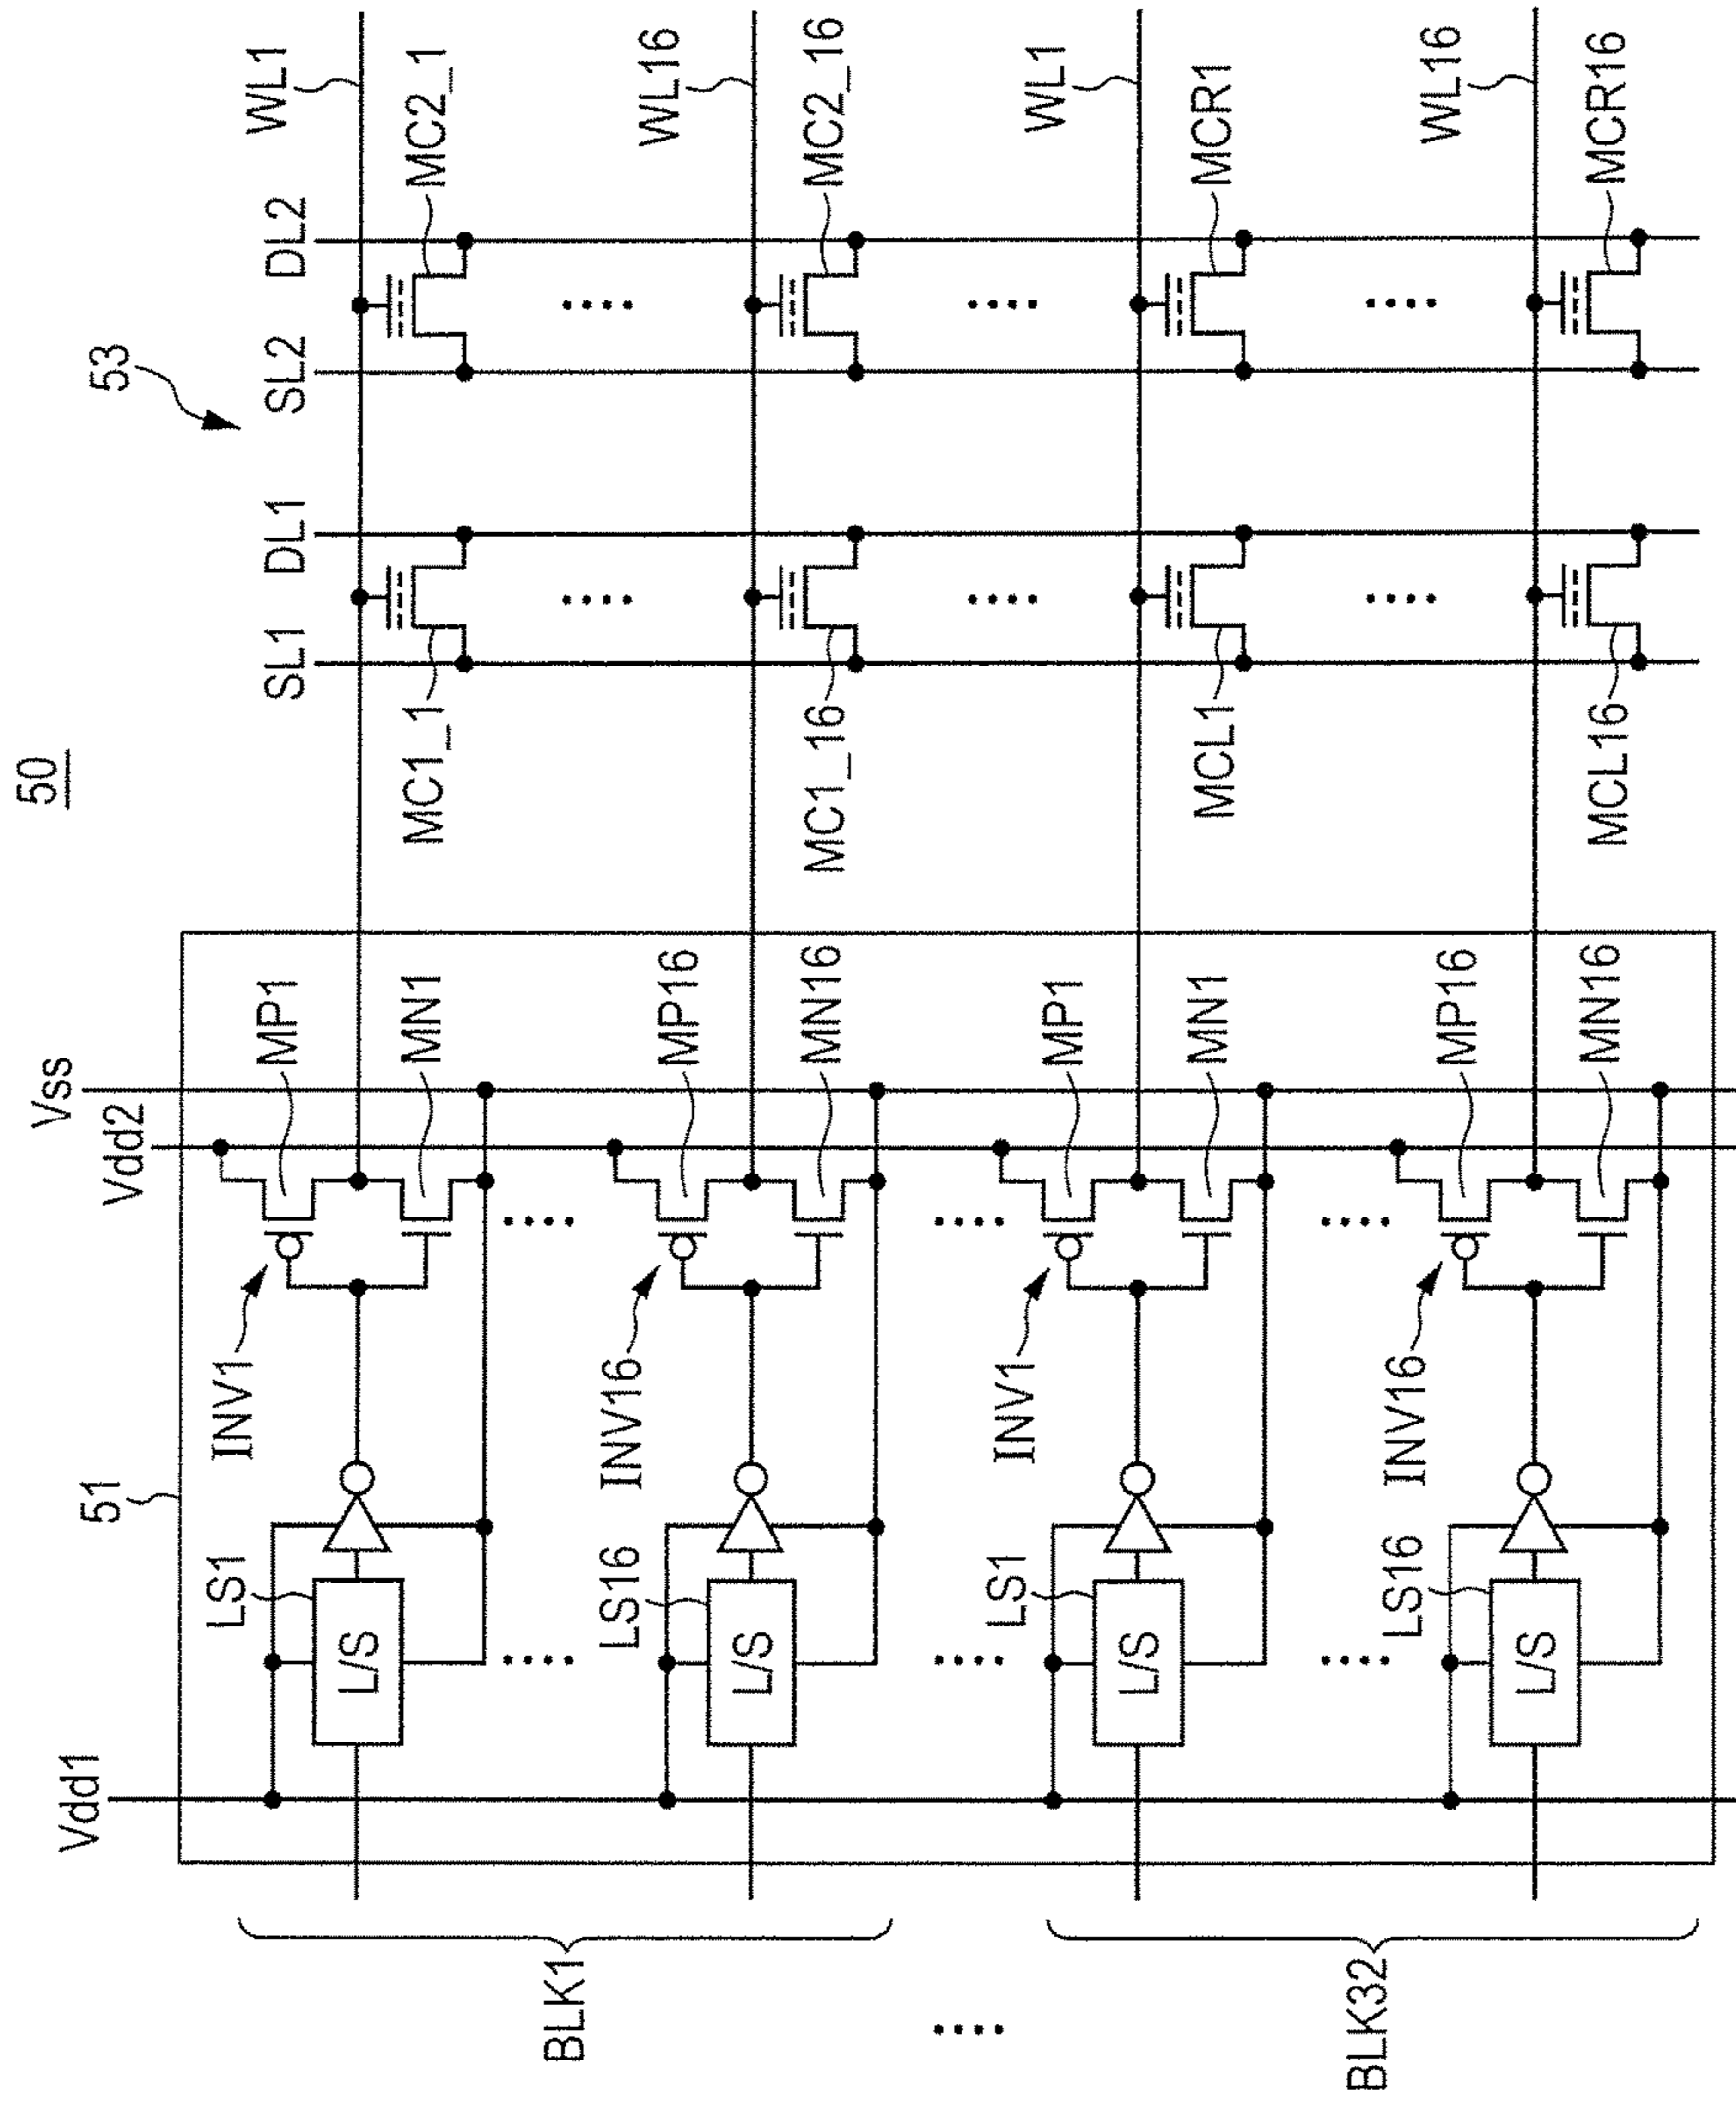 50
53
51
Vdd1
Vdd2
Vss
SL1
DL1
SL2
DL2
BLK1
LS1
L/S
INV1
MP1
MN1
MC1_1
MC2_1
WL1
LS16
L/S
INV16
MP16
MN16
MC1_16
MC2_16
WL16
BLK32
LS1
L/S
INV1
MP1
MN1
MCL1
MCR1
WL1
LS16
L/S
INV16
MP16
MN16
MCL16
MCR16
WL16